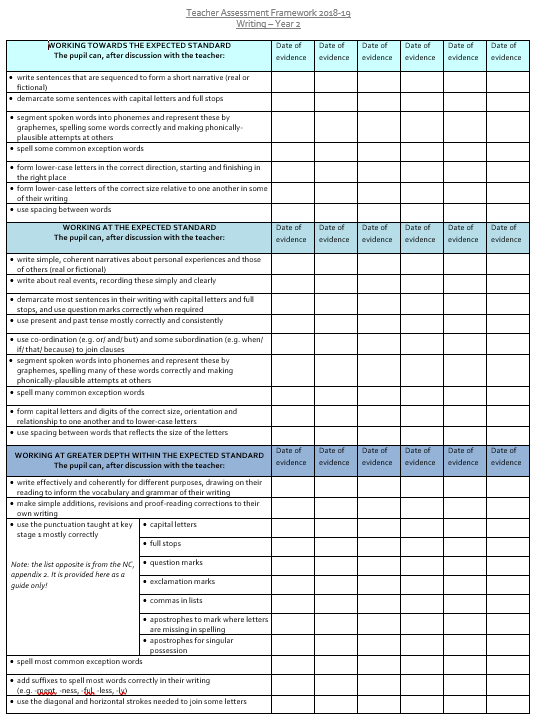 Teacher Assessment Framework 2018-19
Writing – Year 2
WORKING TOWARDS THE EXPECTED STANDARD
The pupil can, after discussion with the teacher:
Date of evidence
Date of evidence
Date of evidence
Date of evidence
Date of evidence
Date of evidence
• write sentences that are sequenced to form a short narrative (real or
fictional)
• demarcate some sentences with capital letters and full stops
• segment spoken words into phonemes and represent these by
graphemes, spelling some words correctly and making phonically-
plausible attempts at others
• spell some common exception words
• form lower-case letters in the correct direction, starting and finishing in
the right place
• form lower-case letters of the correct size relative to one another in some
of their writing
• use spacing between words
WORKING AT THE EXPECTED STANDARD
The pupil can, after discussion with the teacher:
Date of evidence
Date of evidence
Date of evidence
Date of evidence
Date of evidence
Date of evidence
• write simple, coherent narratives about personal experiences and those
of others (real or fictional)
• write about real events, recording these simply and clearly
• demarcate most sentences in their writing with capital letters and full
stops, and use question marks correctly when required
• use present and past tense mostly correctly and consistently
• use co-ordination (e.g. or/ and/ but) and some subordination (e.g. when/
if/ that/ because) to join clauses
• segment spoken words into phonemes and represent these by
graphemes, spelling many of these words correctly and making
phonically-plausible attempts at others
• spell many common exception words
• form capital letters and digits of the correct size, orientation and
relationship to one another and to lower-case letters
• use spacing between words that reflects the size of the letters
WORKING AT GREATER DEPTH WITHIN THE EXPECTED STANDARD
The pupil can, after discussion with the teacher:
Date of evidence
Date of evidence
Date of evidence
Date of evidence
Date of evidence
Date of evidence
• write effectively and coherently for different purposes, drawing on their
reading to inform the vocabulary and grammar of their writing
• make simple additions, revisions and proof-reading corrections to their
own writing
• use the punctuation taught at key
stage 1 mostly correctly
Note: the list opposite is from the NC,
appendix 2. It is provided here as a
guide only!
• capital letters
• full stops
• question marks
• exclamation marks
• commas in lists
• apostrophes to mark where letters
are missing in spelling
• apostrophes for singular
possession
• spell most common exception words
• add suffixes to spell most words correctly in their writing
(e.g. -ment, -ness, -ful, -less, -ly)
• use the diagonal and horizontal strokes needed to join some letters